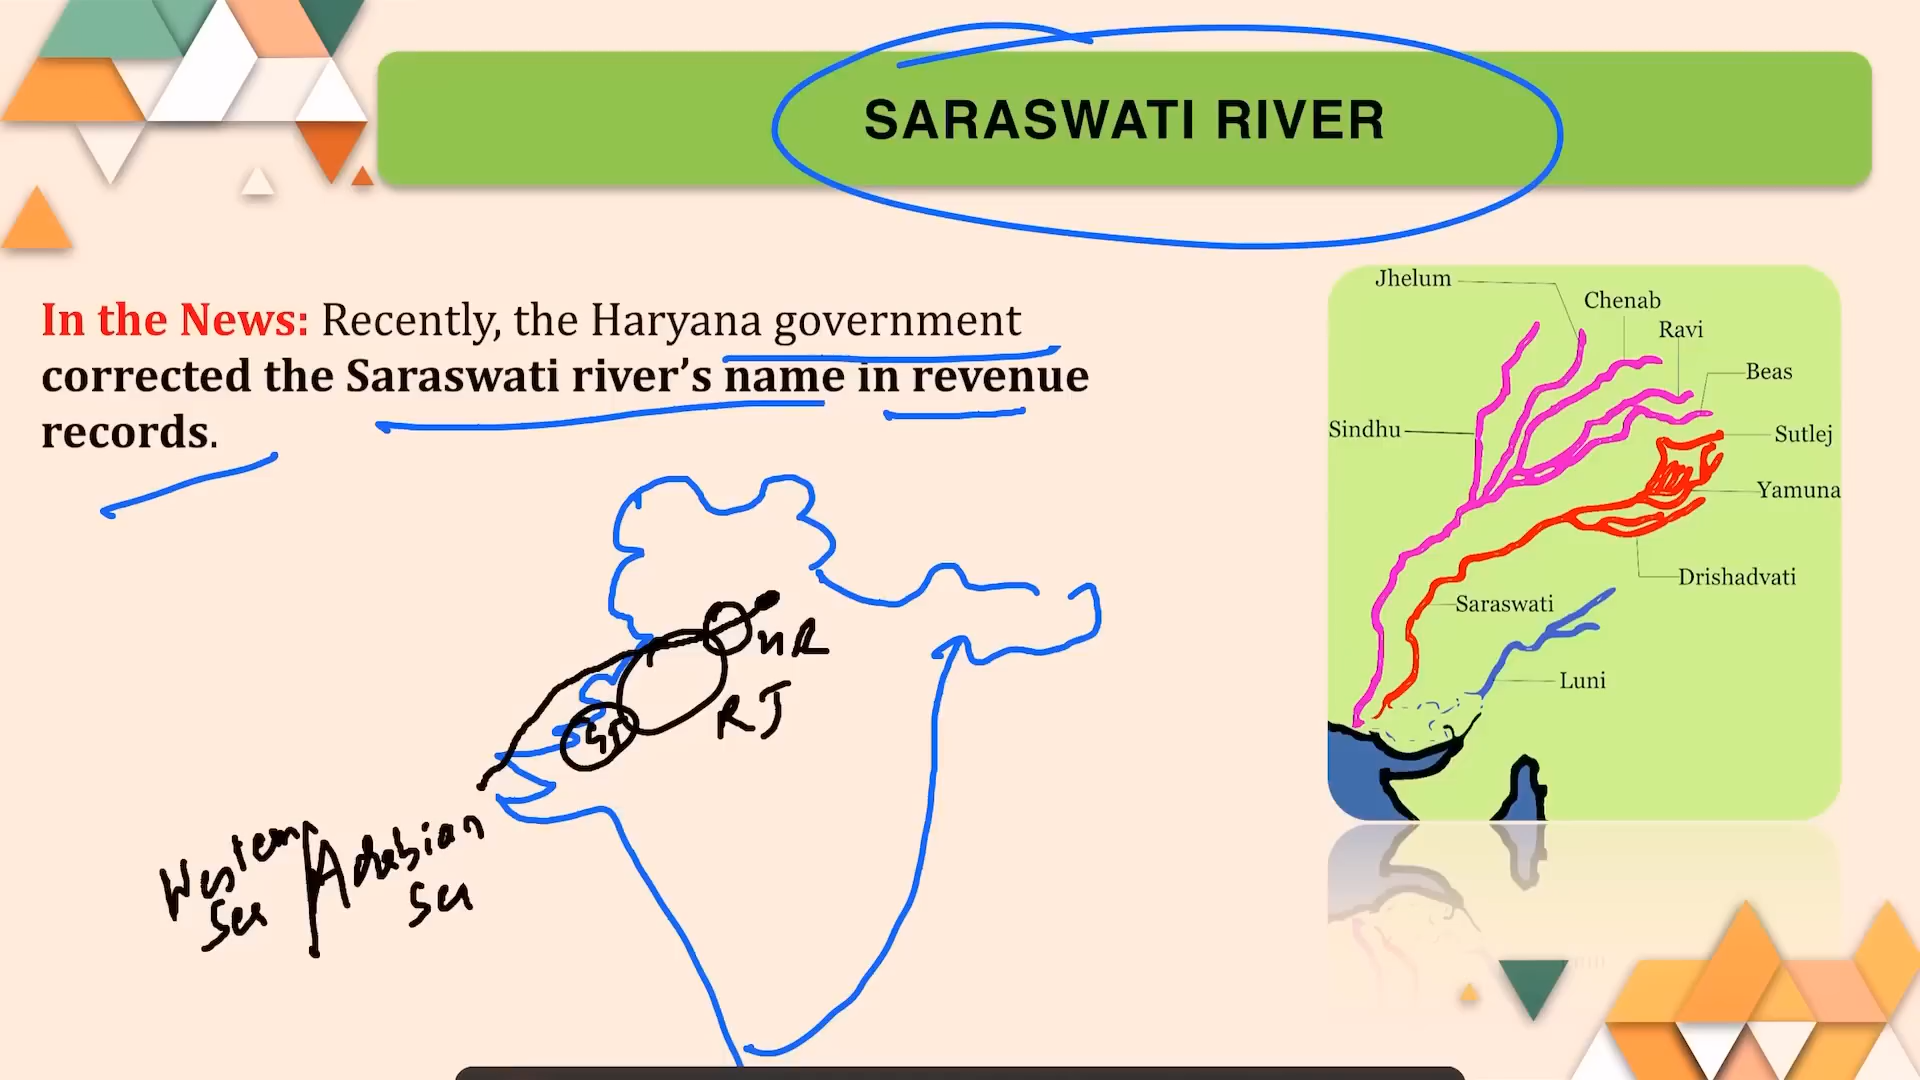 SARASWATI RIVER
In the News: Recently, the Haryana government
corrected the Saraswati river’s name in revenue
records.
Jhelum
Chenab
Ravi
Beas
Sindhu
Sutlej
Yamuna
Drishadvati
Saraswati
Luni
HR
RJ
GJ
Western
Sea
Arabian
Sea